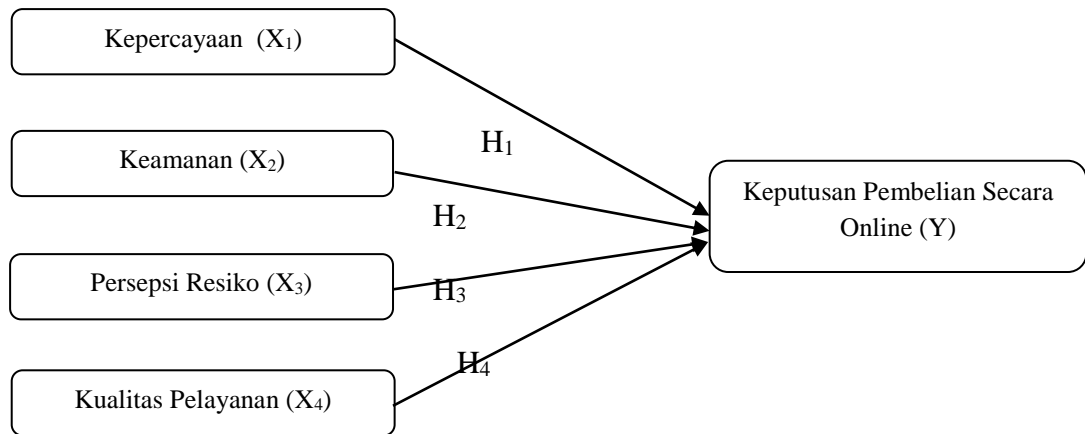 Kepercayaan (X₁)
H₁
Keamanan (X₂)
Keputusan Pembelian Secara
Online (Y)
H₂
Persepsi Resiko (X₃)
H₃
H₄
Kualitas Pelayanan (X₄)